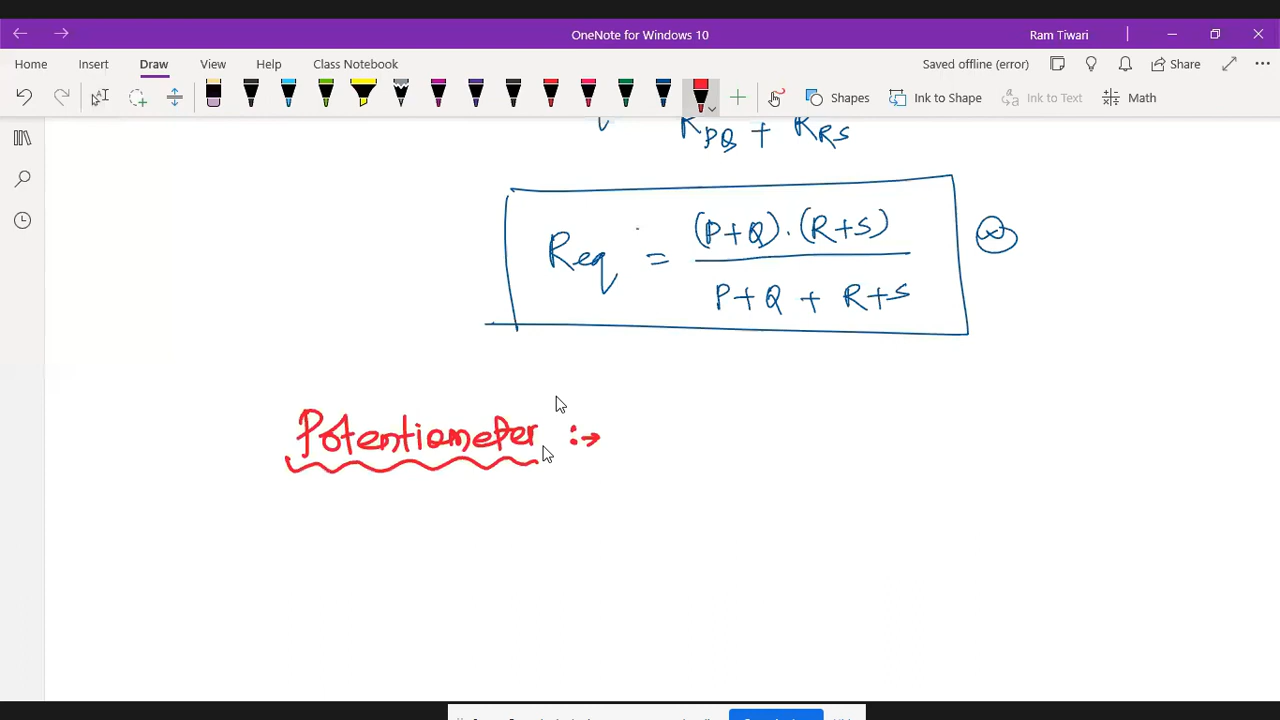 OneNote for Windows 10
Ram Tiwari
Home Insert Draw View Help Class Notebook
Saved offline (error) Share
Shapes Ink to Shape Ink to Text Math
R_PQ + R_RS
Req = (P+Q).(R+S)
P+Q + R+S
Potentiometer :→